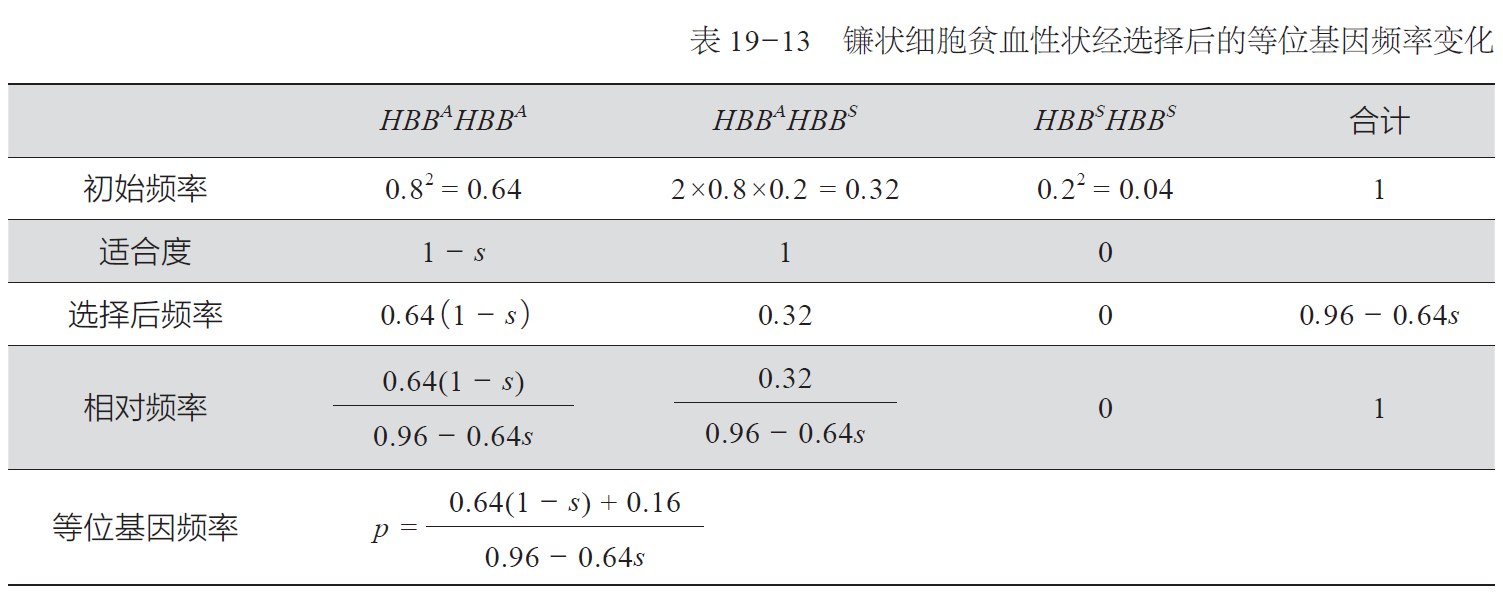 表 19-13 镰状细胞贫血性状经选择后的等位基因频率变化
HBB^A HBB^A HBB^A HBB^S HBB^S HBB^S 合计
初始频率 0.8² = 0.64 2×0.8×0.2 = 0.32 0.2² = 0.04 1
适合度 1 − s 1 0
选择后频率 0.64(1 − s) 0.32 0 0.96 − 0.64s
相对频率 0.64(1 − s)/0.96 − 0.64s 0.32/0.96 − 0.64s 0 1
等位基因频率 p = 0.64(1 − s) + 0.16/0.96 − 0.64s